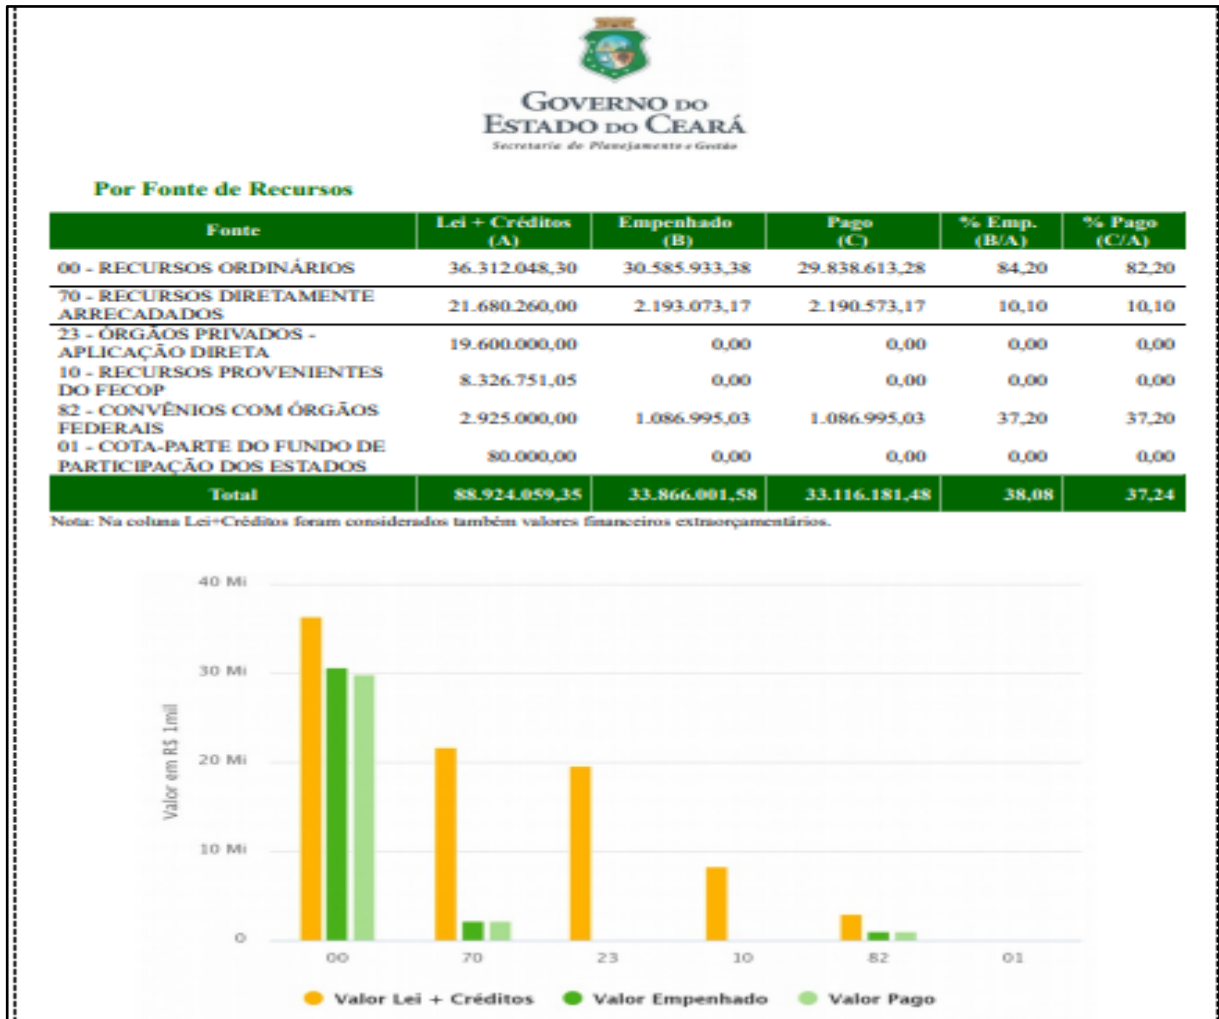 GOVERNO DO
ESTADO DO CEARÁ
Secretaria do Planejamento e Gestão
Por Fonte de Recursos
Fonte Lei + Créditos (A) Empenhado (B) Pago (C) % Emp. (B/A) % Pago (C/A)
00 - RECURSOS ORDINÁRIOS 36.312.048,30 30.585.933,38 29.838.613,28 84,20 82,20
70 - RECURSOS DIRETAMENTE
ARRECADADOS 21.680.260,00 2.193.073,17 2.190.573,17 10,10 10,10
23 - ÓRGÃOS PRIVADOS -
APLICAÇÃO DIRETA 19.600.000,00 0,00 0,00 0,00 0,00
10 - RECURSOS PROVENIENTES
DO FECOP 8.326.751,05 0,00 0,00 0,00 0,00
82 - CONVÊNIOS COM ÓRGÃOS
FEDERAIS 2.925.000,00 1.086.995,03 1.086.995,03 37,20 37,20
01 - COTA-PARTE DO FUNDO DE
PARTICIPAÇÃO DOS ESTADOS 80.000,00 0,00 0,00 0,00 0,00
Total 88.924.059,35 33.866.001,58 33.116.181,48 38,08 37,24
Nota: Na coluna Lei+Créditos foram considerados também valores financeiros extraorçamentários.
40 Mi
30 Mi
20 Mi
10 Mi
0
Valor em R$ 1mil
00 70 23 10 82 01
Valor Lei + Créditos Valor Empenhado Valor Pago